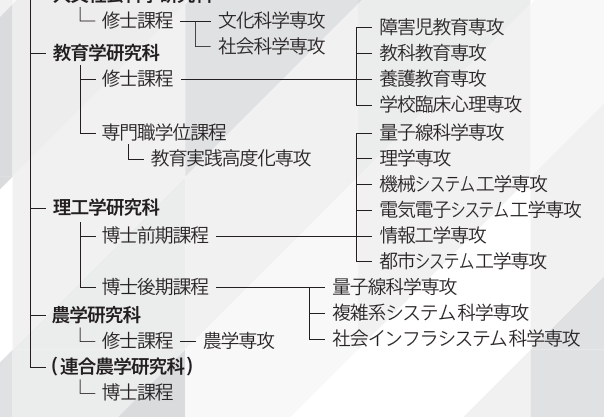 修士課程
文化科学専攻
社会科学専攻
教育学研究科
修士課程
障害児教育専攻
教科教育専攻
養護教育専攻
学校臨床心理専攻
専門職学位課程
教育実践高度化専攻
理工学研究科
博士前期課程
量子線科学専攻
理学専攻
機械システム工学専攻
電気電子システム工学専攻
情報工学専攻
都市システム工学専攻
博士後期課程
量子線科学専攻
複雑系システム科学専攻
社会インフラシステム科学専攻
農学研究科
修士課程
農学専攻
(連合農学研究科)
博士課程